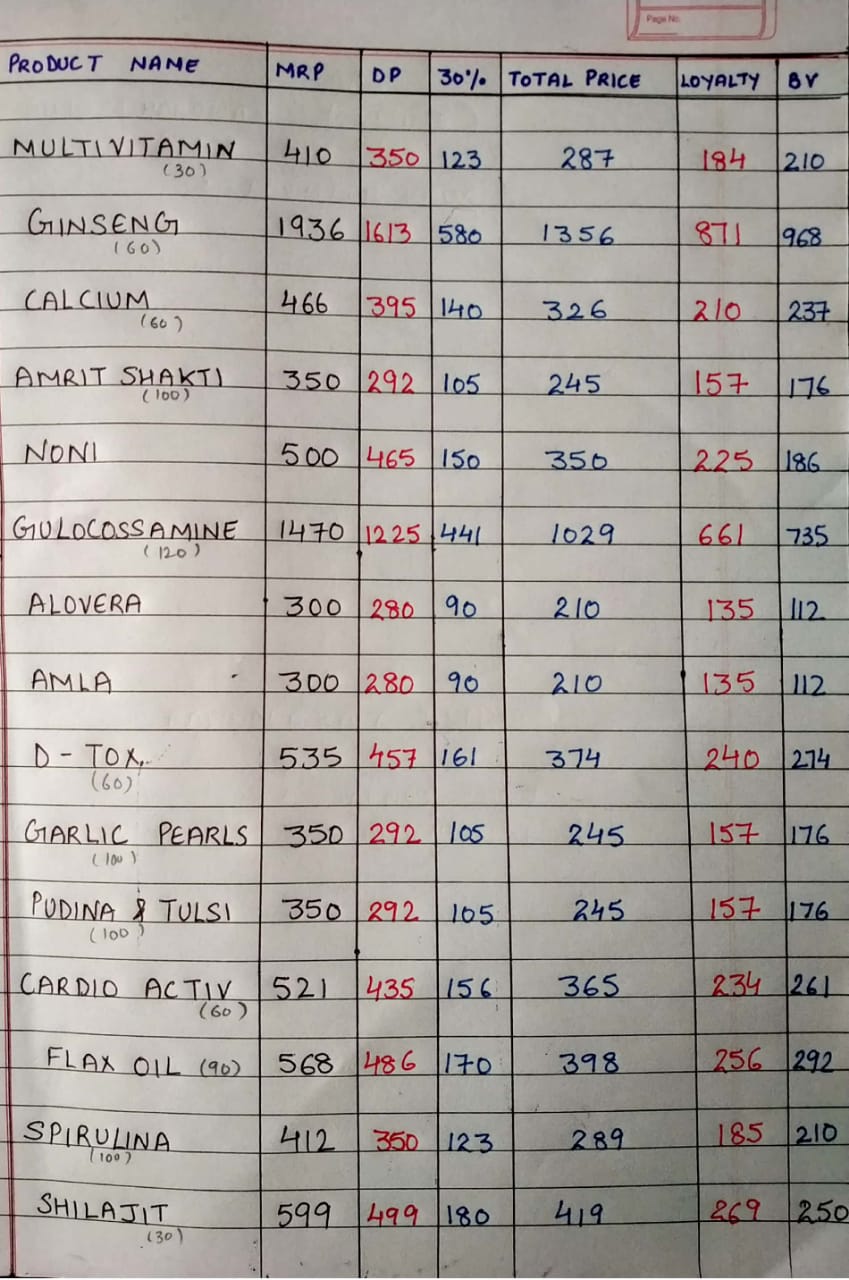 Page No.
PRODUCT NAME MRP DP 30% TOTAL PRICE LOYALTY BV
MULTIVITAMIN 410 350 123 287 184 210
(30)
GINSENG 1936 1613 580 1356 871 968
(60)
CALCIUM 466 395 140 326 210 237
(60)
AMRIT SHAKTI 350 292 105 245 157 176
(100)
NONI 500 465 150 350 225 186
GULOCOSSAMINE 1470 1225 441 1029 661 735
(120)
ALOVERA 300 280 90 210 135 112
AMLA 300 280 90 210 135 112
D-TOX 535 457 161 374 240 274
(60)
GARLIC PEARLS 350 292 105 245 157 176
(100)
PUDINA & TULSI 350 292 105 245 157 176
(100)
CARDIO ACTIV 521 435 156 365 234 261
(60)
FLAX OIL (90) 568 486 170 398 256 292
SPIRULINA 412 350 123 289 185 210
(100)
SHILAJIT 599 499 180 419 269 250
(30)